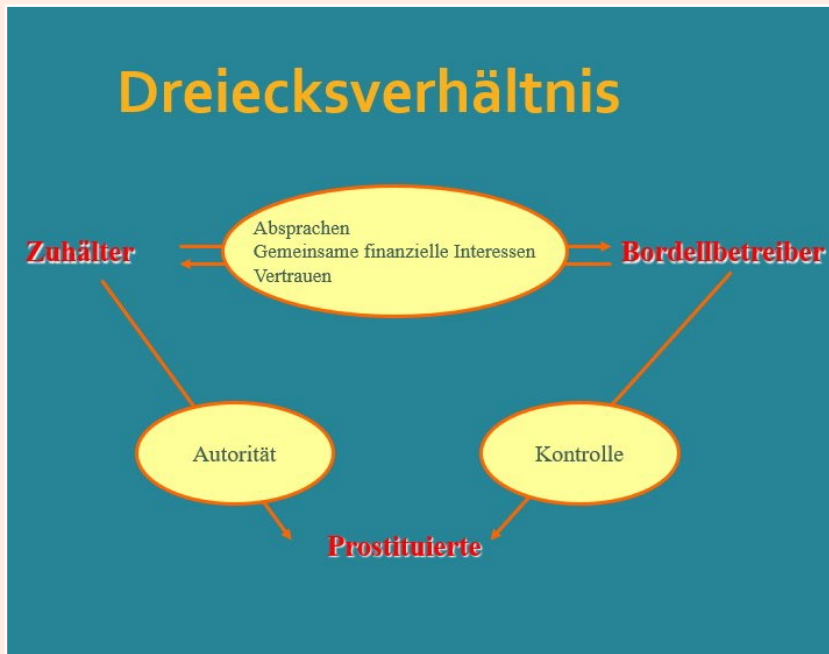 Dreiecksverhältnis
Absprachen
Gemeinsame finanzielle Interessen
Vertrauen
Zuhälter
Bordellbetreiber
Autorität
Kontrolle
Prostituierte